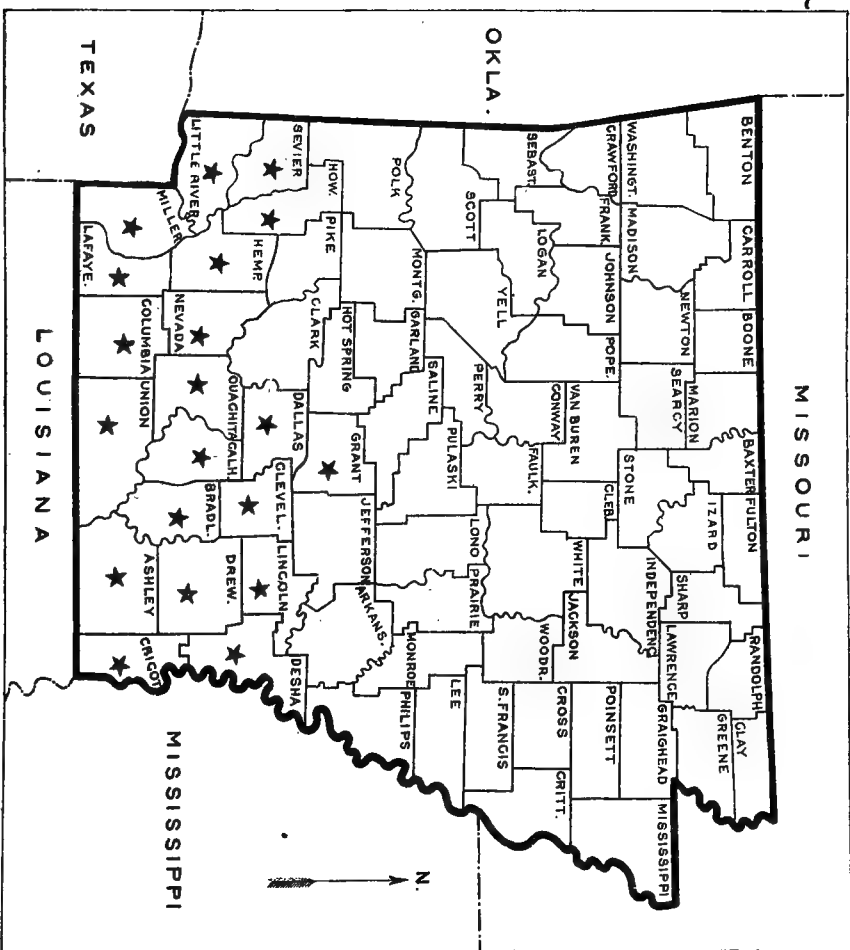 MISSOURI
BENTON
CARROLL
BOONE
MARION
BAXTER
FULTON
RANDOLPH
CLAY
GREENE
WASHINGT.
MADISON
NEWTON
SEARCY
IZARD
SHARP
LAWRENCE
CRAWFORD
FRANK.
JOHNSON
POPE.
VAN BUREN
STONE
CLEB.
INDEPENDENC
GRAIGHEAD
MISSISSIPPI
OKLA.
SEBAST.
LOGAN
CONWAY
FAULK.
WHITE
JACKSON
WOODR.
POINSETT
CROSS
CRITT.
SCOTT
YELL
PERRY
S.FRANCIS
POLK
MONTG.
GARLAND
SALINE
PULASKI
LONO
PRAIRIE
MONROE
LEE
PHILIPS
HOW.
PIKE
HOT SPRING
CLARK
GRANT
JEFFERSON
ARKANS.
SEVIER
DALLAS
CLEVEL.
LINCOLN
DESHA
LITTLE RIVER
HEMP.
NEVADA
OUACHITA
CALH.
BRADL.
DREW.
MILLER
LAFAYE.
COLUMBIA
UNION
ASHLEY
CRICOT
TEXAS
LOUISIANA
MISSISSIPPI
N.